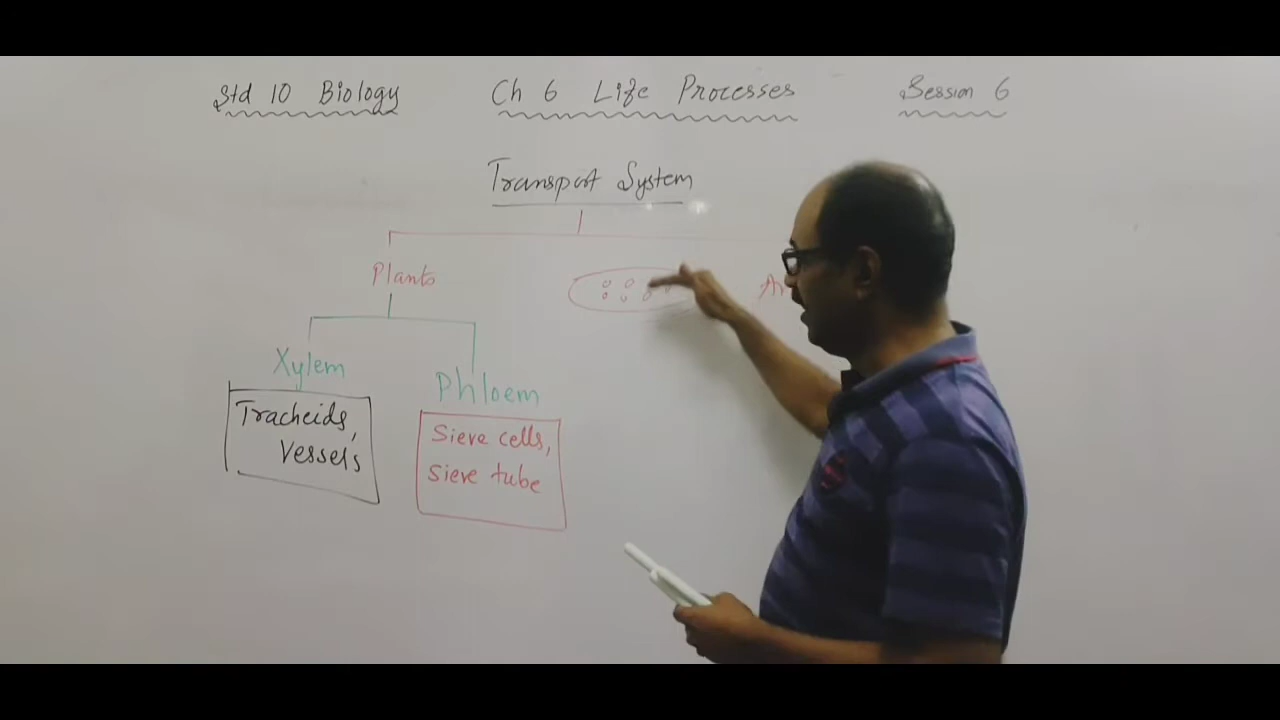 Std 10 Biology
Ch 6 Life Processes
Session 6
Transport System
Plants
Xylem
Phloem
Tracheids,
Vessels
Sieve cells,
Sieve tube